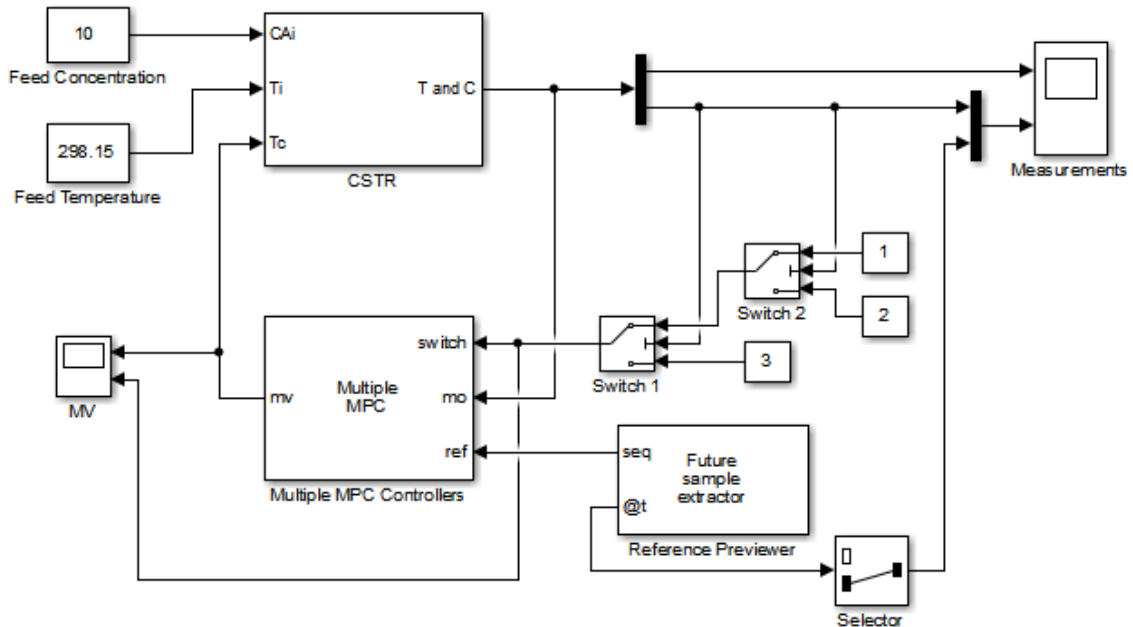 10
Feed Concentration
298.15
Feed Temperature
CAi
Ti
Tc
T and C
CSTR
Measurements
1
2
Switch 2
3
Switch 1
MV
switch
mv
Multiple
MPC
mo
ref
Multiple MPC Controllers
seq
Future
sample
extractor
@t
Reference Previewer
Selector